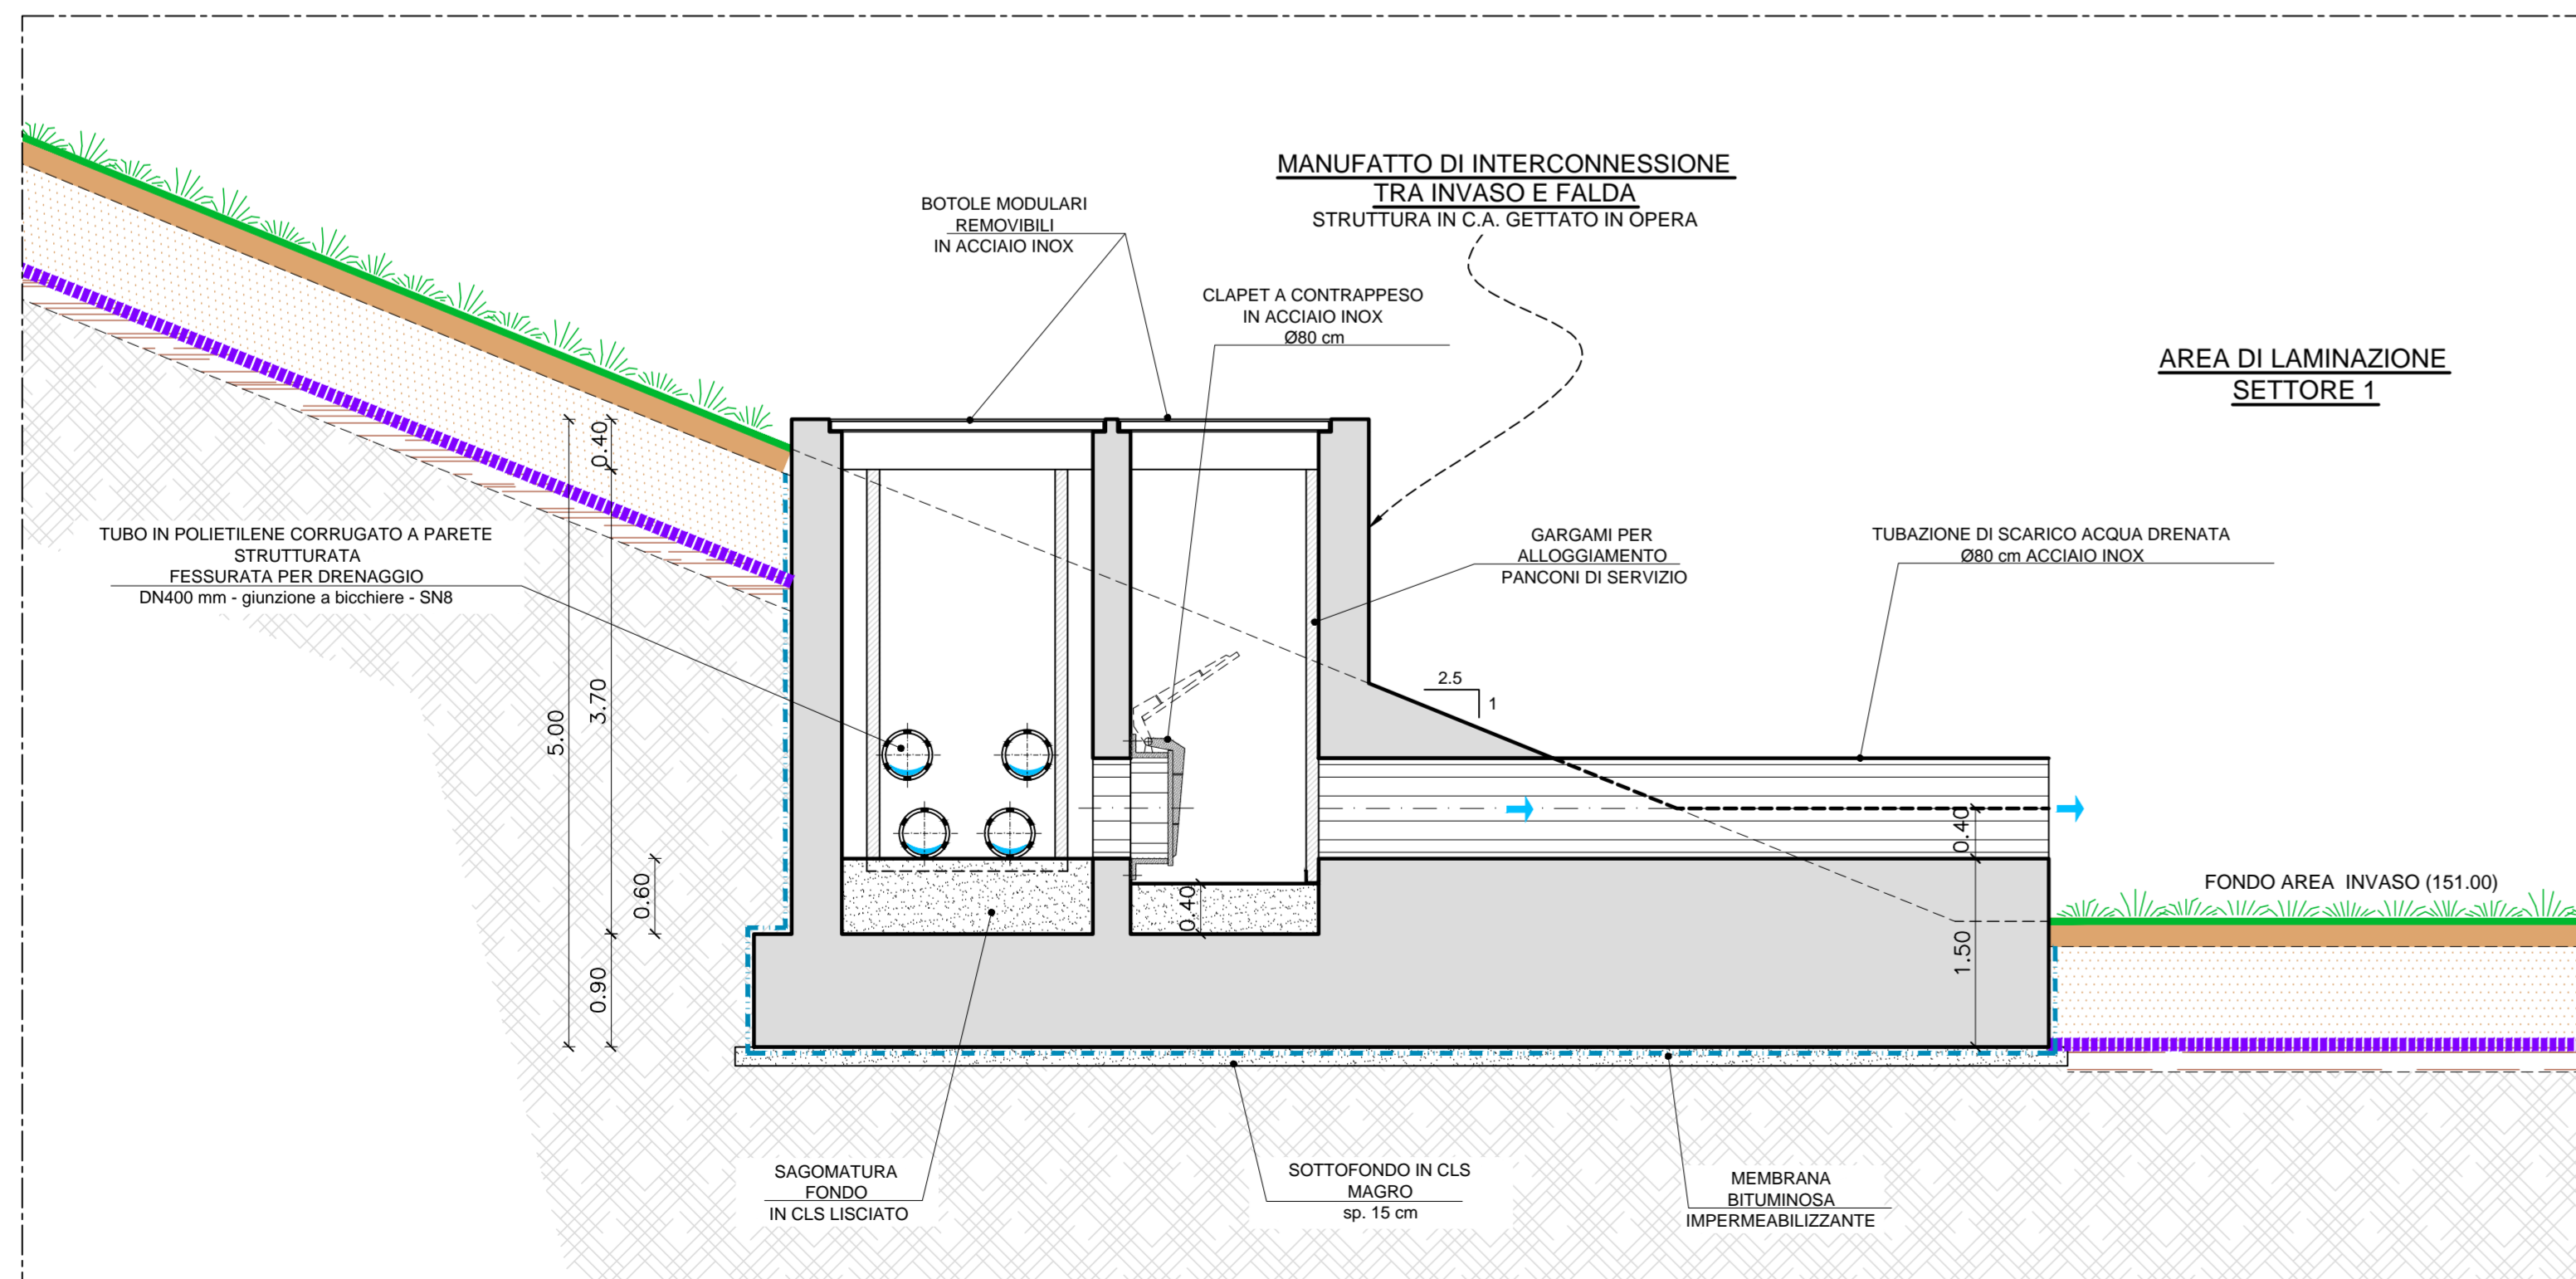 MANUFATTO DI INTERCONNESSIONE
TRA INVASO E FALDA
STRUTTURA IN C.A. GETTATO IN OPERA
BOTOLE MODULARI
REMOVIBILI
IN ACCIAIO INOX
CLAPET A CONTRAPPESO
IN ACCIAIO INOX
Ø80 cm
AREA DI LAMINAZIONE
SETTORE 1
TUBO IN POLIETILENE CORRUGATO A PARETE
STRUTTURATA
FESSURATA PER DRENAGGIO
DN400 mm - giunzione a bicchiere - SN8
GARGAMI PER
ALLOGGIAMENTO
PANCONI DI SERVIZIO
TUBAZIONE DI SCARICO ACQUA DRENATA
Ø80 cm ACCIAIO INOX
0.40
3.70
5.00
0.60
0.90
0.40
2.5
1
0.40
1.50
FONDO AREA INVASO (151.00)
SAGOMATURA
FONDO
IN CLS LISCIATO
SOTTOFONDO IN CLS
MAGRO
sp. 15 cm
MEMBRANA
BITUMINOSA
IMPERMEABILIZZANTE